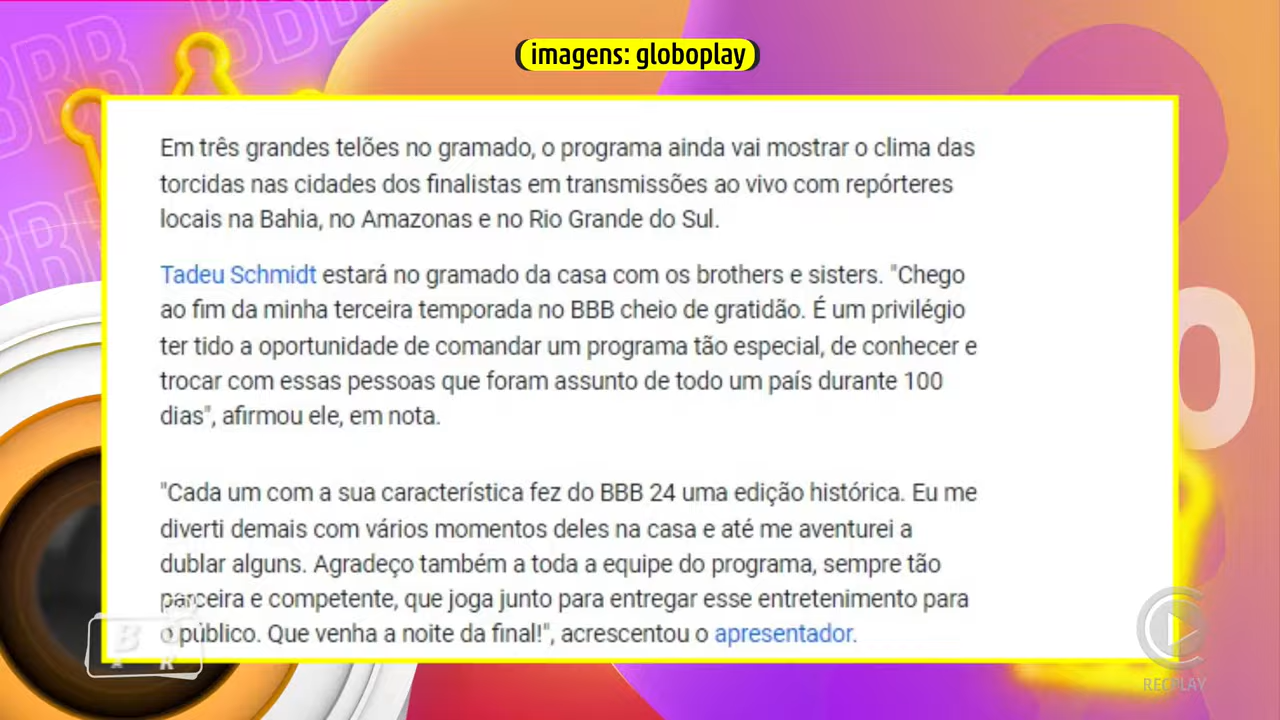 BBB BBB
BBB
imagens: globoplay
Em três grandes telões no gramado, o programa ainda vai mostrar o clima das
torcidas nas cidades dos finalistas em transmissões ao vivo com repórteres
locais na Bahia, no Amazonas e no Rio Grande do Sul.
Tadeu Schmidt estará no gramado da casa com os brothers e sisters. "Chego
ao fim da minha terceira temporada no BBB cheio de gratidão. É um privilégio
ter tido a oportunidade de comandar um programa tão especial, de conhecer e
trocar com essas pessoas que foram assunto de todo um país durante 100
dias", afirmou ele, em nota.
"Cada um com a sua característica fez do BBB 24 uma edição histórica. Eu me
diverti demais com vários momentos deles na casa e até me aventurei a
dublar alguns. Agradeço também a toda a equipe do programa, sempre tão
parceira e competente, que joga junto para entregar esse entretenimento para
o público. Que venha a noite da final!", acrescentou o apresentador.
RECPLAY